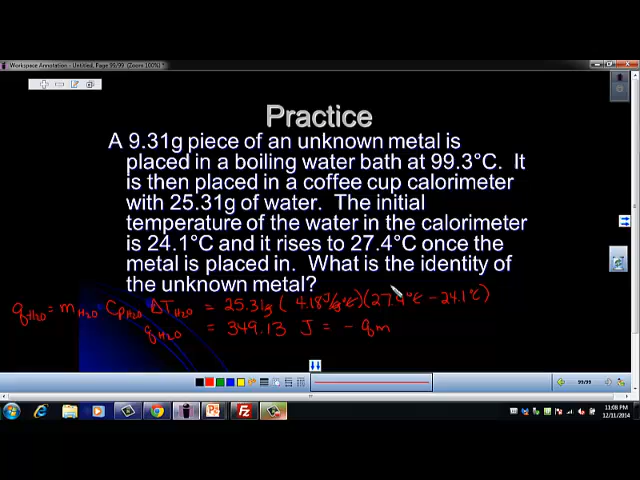 Workspace Annotation - Untitled, Page 99/99 (Zoom 100%) *
Practice
A 9.31g piece of an unknown metal is
placed in a boiling water bath at 99.3°C. It
is then placed in a coffee cup calorimeter
with 25.31g of water. The initial
temperature of the water in the calorimeter
is 24.1°C and it rises to 27.4°C once the
metal is placed in. What is the identity of
the unknown metal?
qH2O = mH2O CpH2O ΔTH2O = 25.31g (4.18 J/g°C)(27.4°C - 24.1°C)
qH2O = 349.13 J = - qm
99/99
11:08 PM
12/11/2014